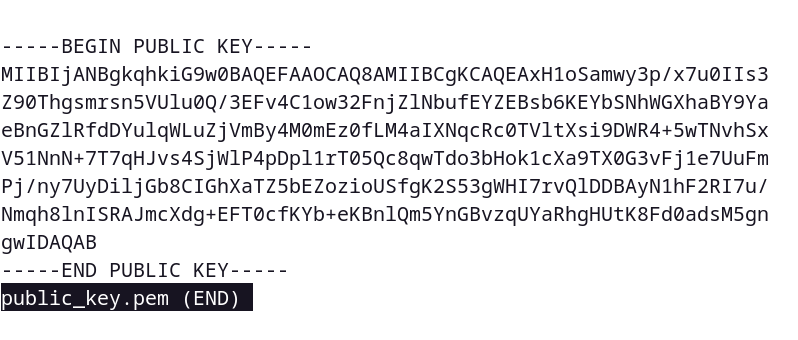 -----BEGIN PUBLIC KEY-----
MIIBIjANBgkqhkiG9w0BAQEFAAOCAQ8AMIIBCgKCAQEAxH1oSamwy3p/x7u0IIs3
Z90Thgsmrsn5VUlu0Q/3EFv4C1ow32FnjZlNbufEYZEBsb6KEYbSNhWGXhaBY9Ya
eBnGZlRfdDYulqWLuZjVmBy4M0mEz0fLM4aIXNqcRc0TVltXsi9DWR4+5wTNvhSx
V51NnN+7T7qHJvs4SjWlP4pDpl1rT05Qc8qwTdo3bHok1cXa9TX0G3vFj1e7UuFm
Pj/ny7UyDiljGb8CIGhXaTZ5bEZozioUSfgK2S53gWHI7rvQlDDBAyN1hF2RI7u/
Nmqh8lnISRAJmcXdg+EFT0cfKYb+eKBnlQm5YnGBvzqUYaRhgHUtK8Fd0adsM5gn
gwIDAQAB
-----END PUBLIC KEY-----
public_key.pem (END)